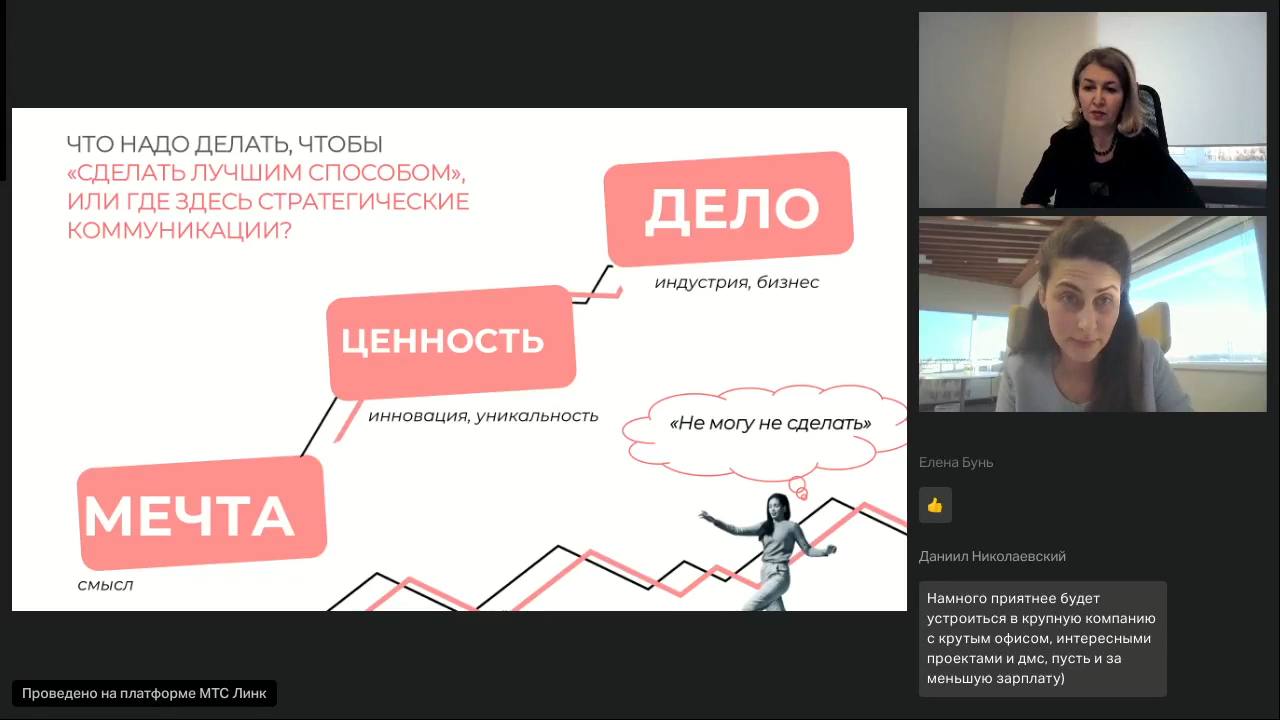 ЧТО НАДО ДЕЛАТЬ, ЧТОБЫ
«СДЕЛАТЬ ЛУЧШИМ СПОСОБОМ»,
ИЛИ ГДЕ ЗДЕСЬ СТРАТЕГИЧЕСКИЕ
КОММУНИКАЦИИ?
ДЕЛО
индустрия, бизнес
ЦЕННОСТЬ
инновация, уникальность
«Не могу не сделать»
МЕЧТА
смысл
Проведено на платформе МТС Линк
Елена Бунь
👍
Даниил Николаевский
Намного приятнее будет
устроиться в крупную компанию
с крутым офисом, интересными
проектами и дмс, пусть и за
меньшую зарплату)